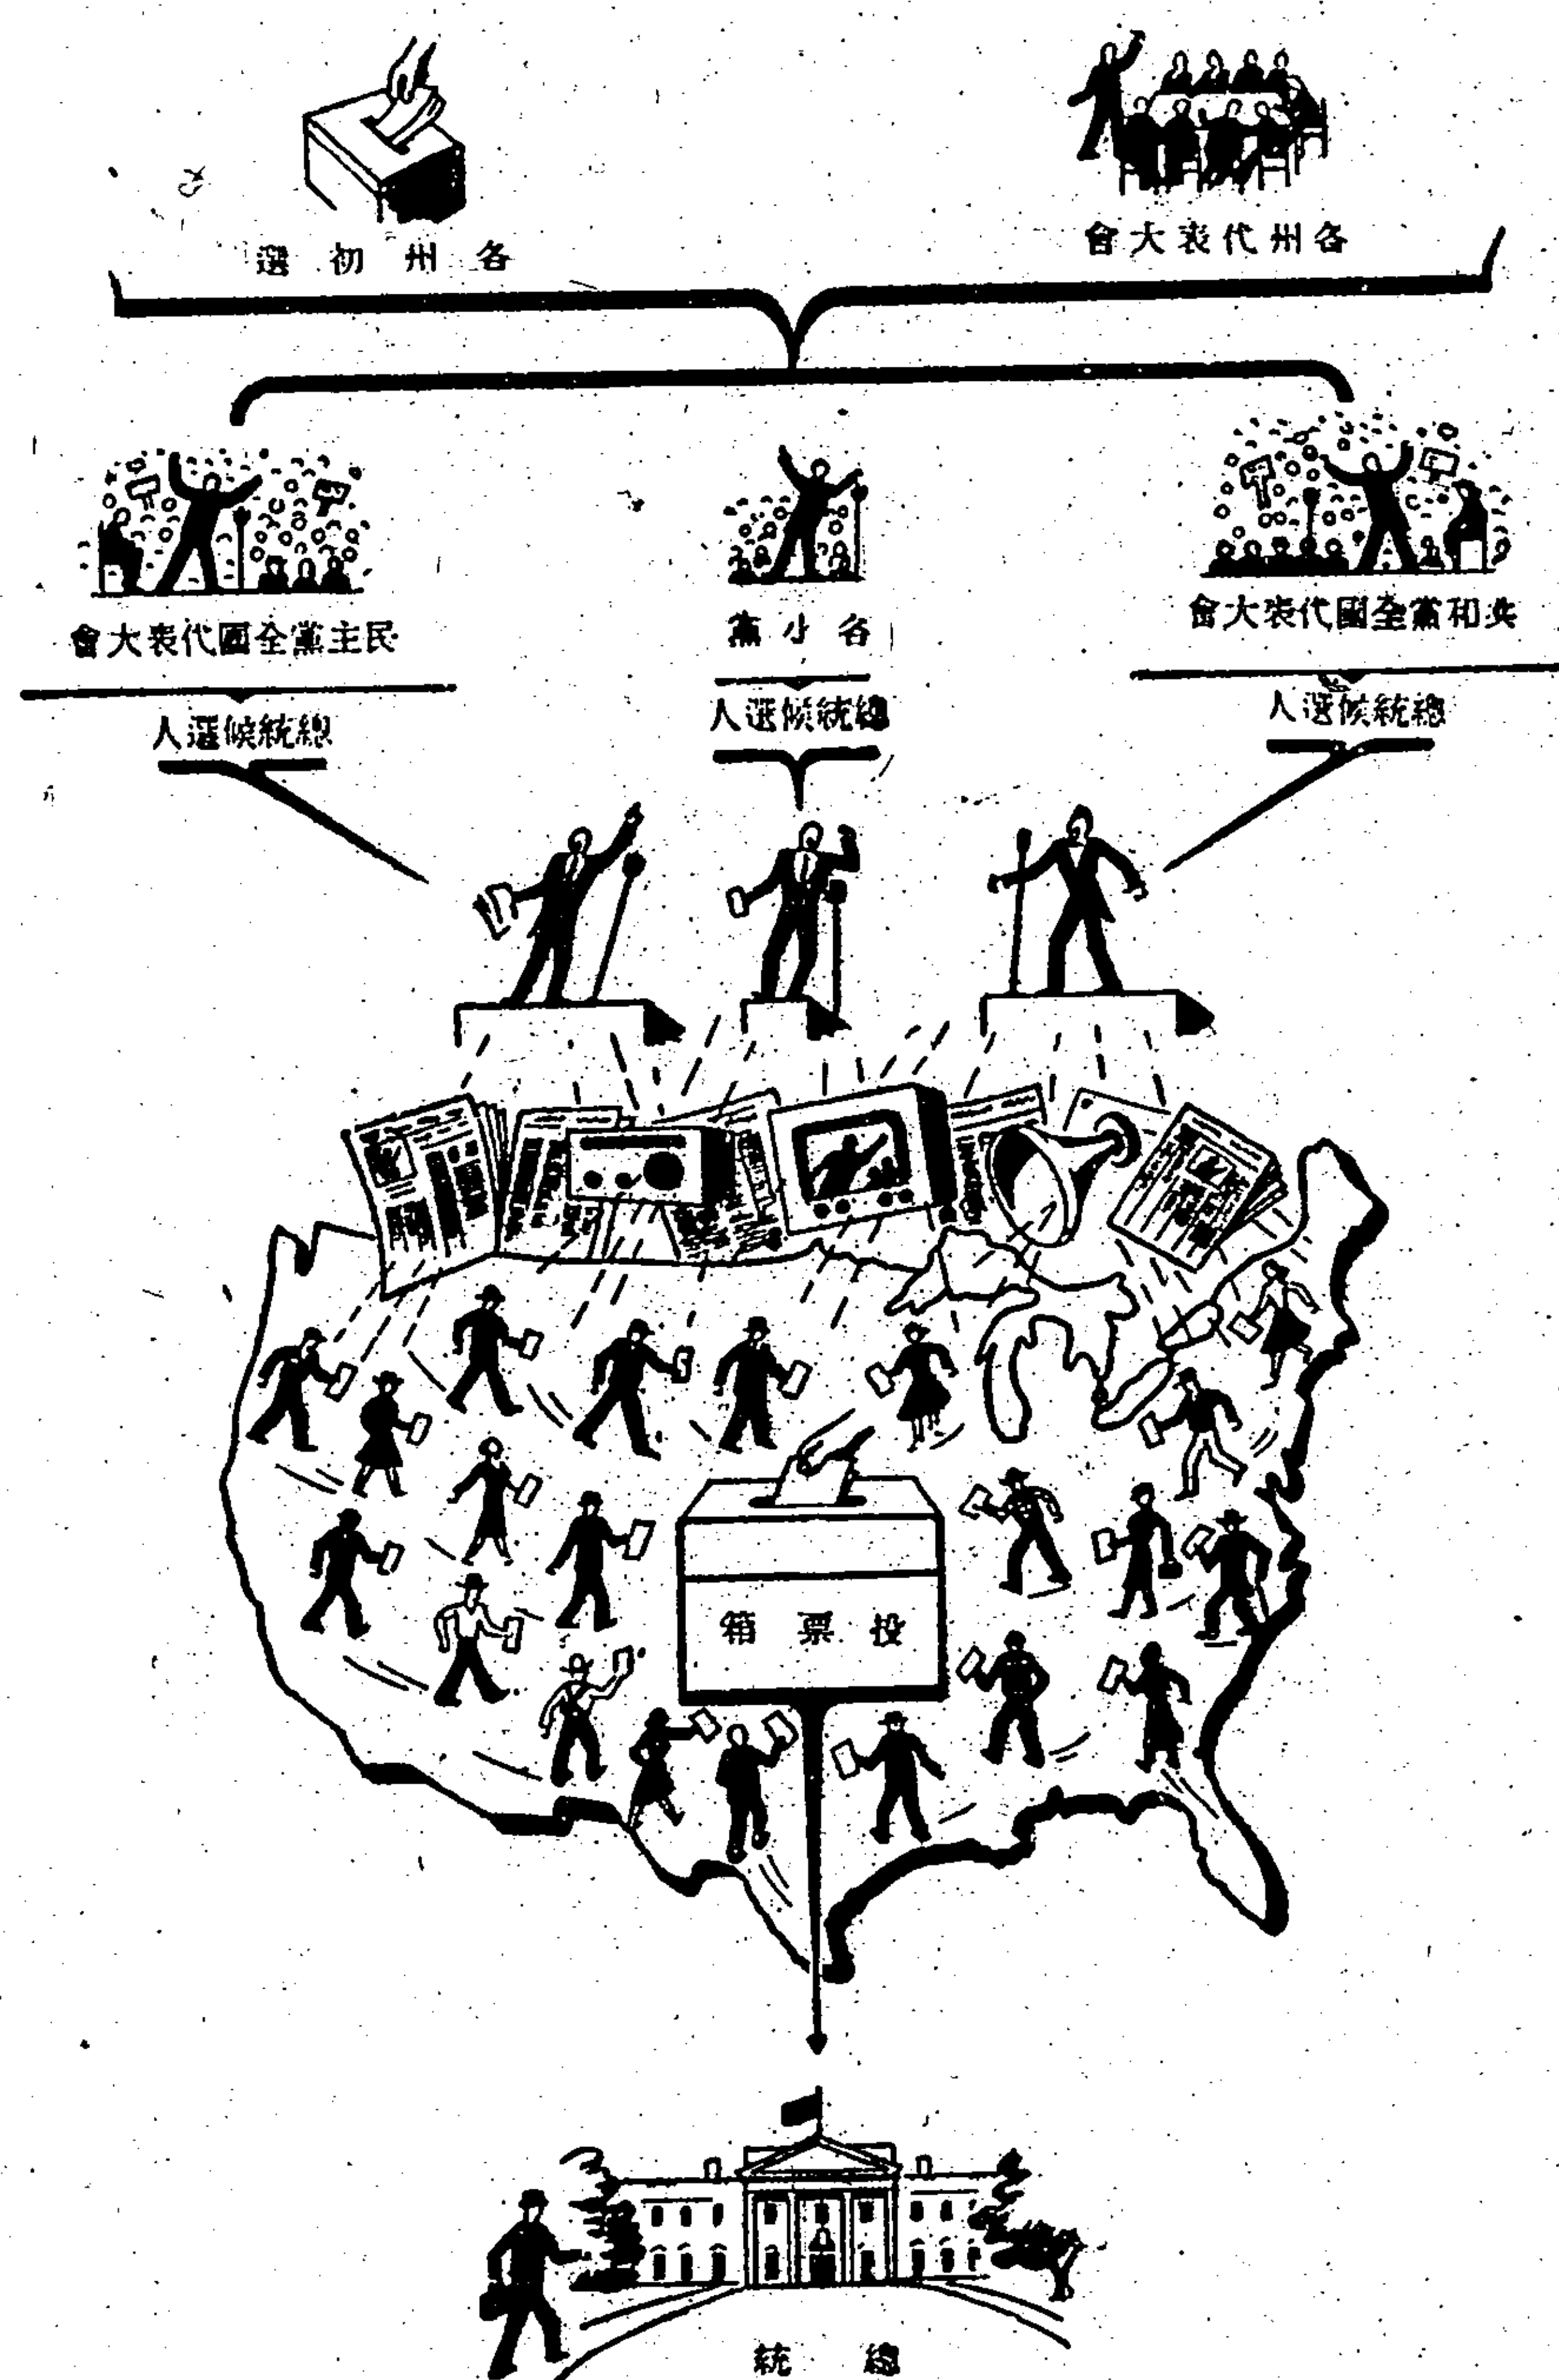 各州代表大會
各州初選
共和黨全國代表大會
各小黨
民主黨全國代表大會
總統候選人
總統候選人
總統候選人
投票箱
總統